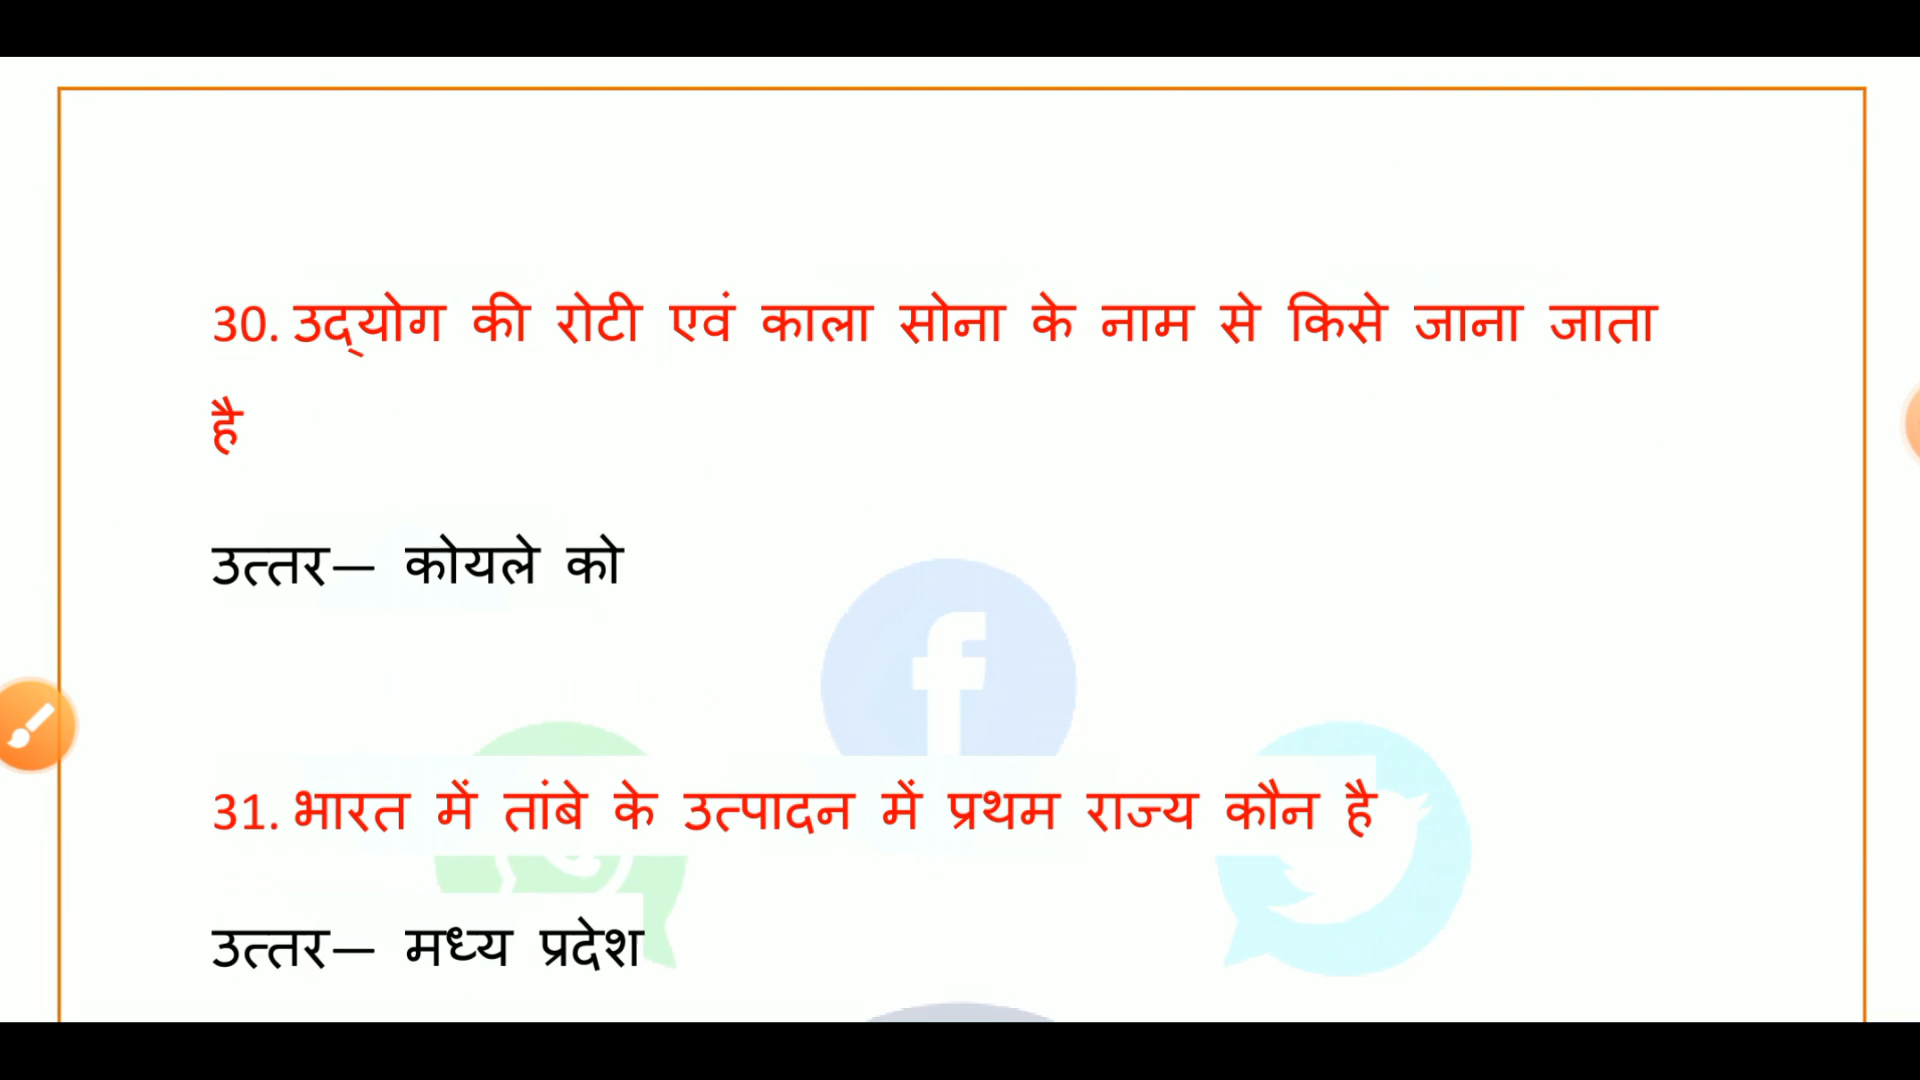 30. उद्योग की रोटी एवं काला सोना के नाम से किसे जाना जाता
है
उत्तर— कोयले को
31. भारत में तांबे के उत्पादन में प्रथम राज्य कौन है
उत्तर— मध्य प्रदेश